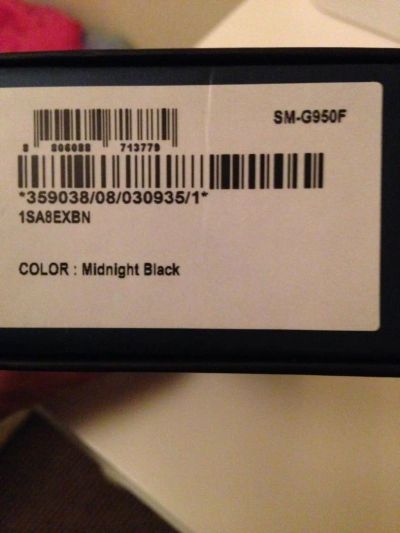 SM-G950F
8 806088 713779
*359038/08/030935/1*
1SA8EXBN
COLOR : Midnight Black